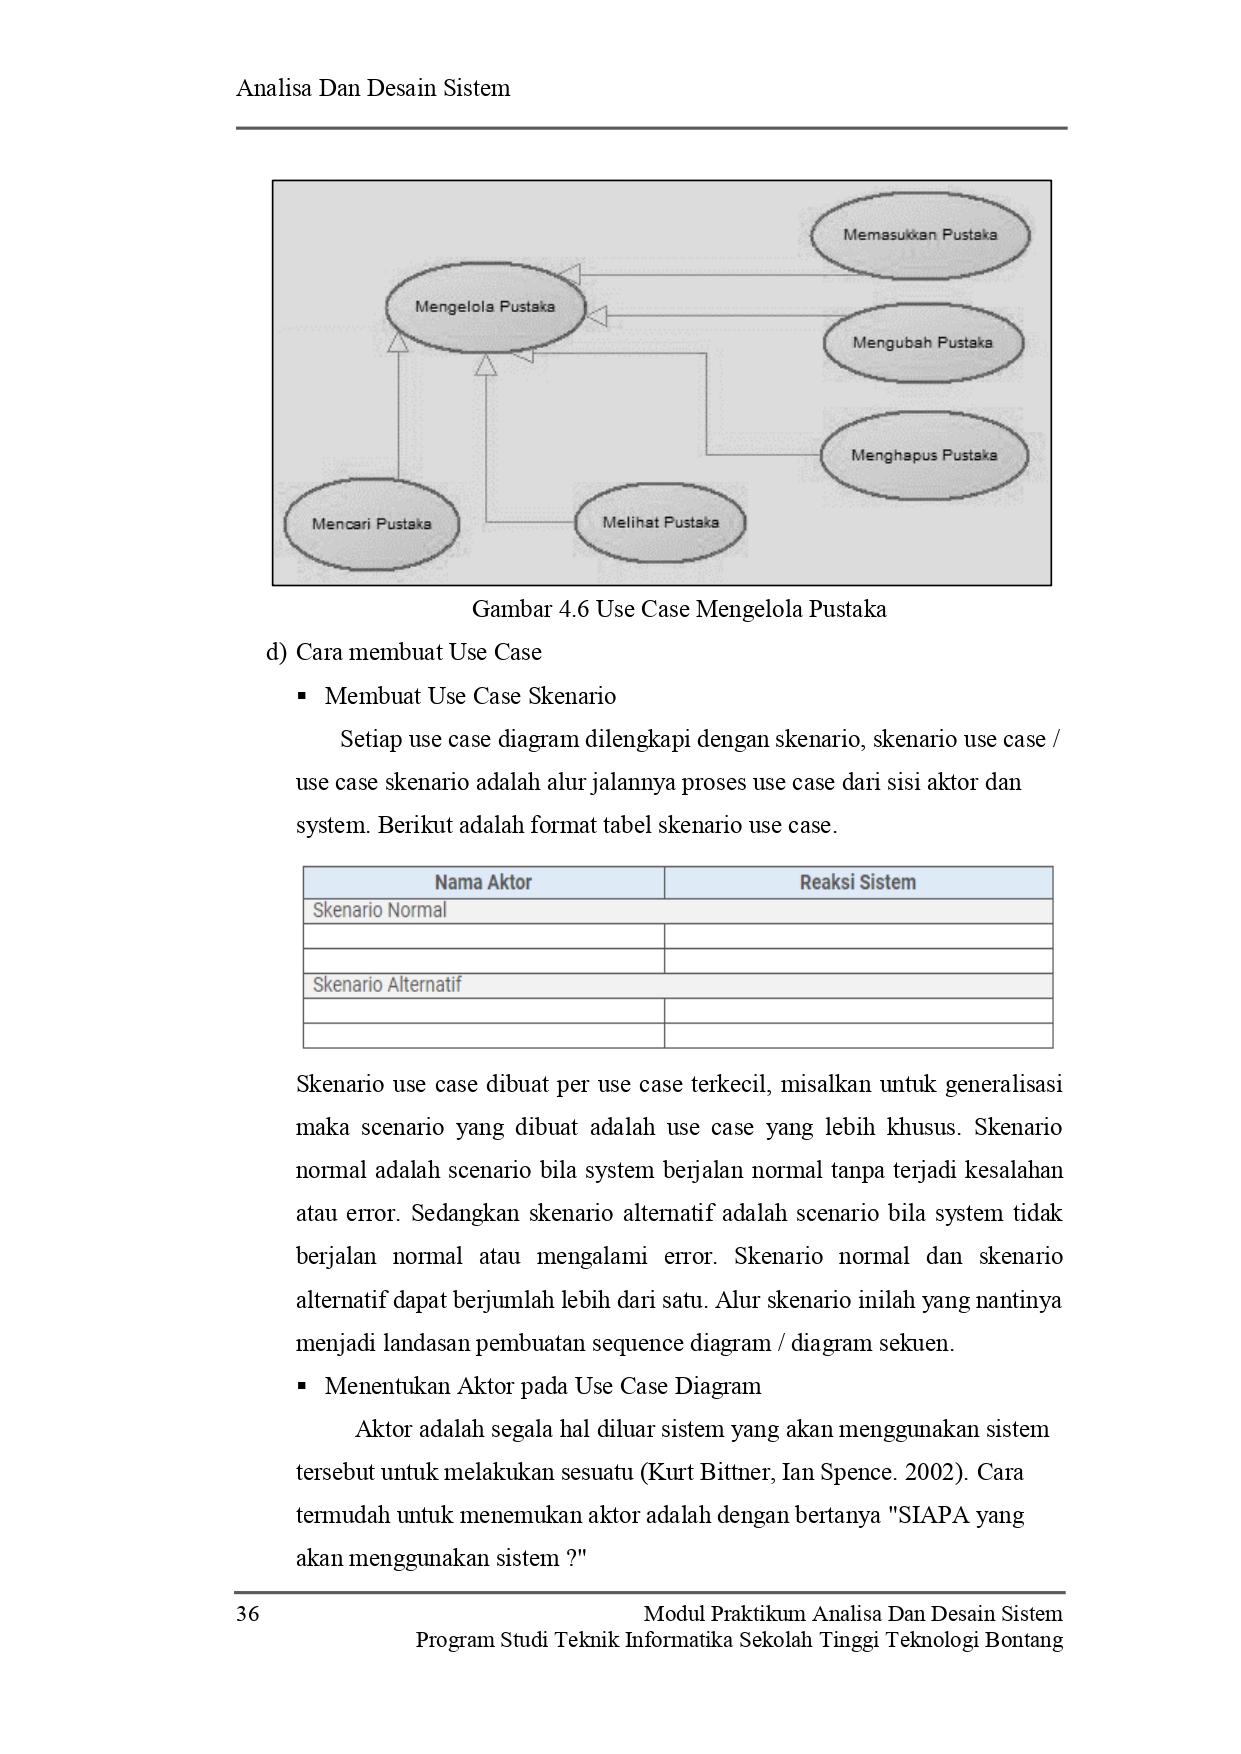 Analisa Dan Desain Sistem
Memasukkan Pustaka
Mengelola Pustaka
Mengubah Pustaka
Menghapus Pustaka
Mencari Pustaka
Melihat Pustaka
Gambar 4.6 Use Case Mengelola Pustaka
d) Cara membuat Use Case
▪ Membuat Use Case Skenario
Setiap use case diagram dilengkapi dengan skenario, skenario use case /
use case skenario adalah alur jalannya proses use case dari sisi aktor dan
system. Berikut adalah format tabel skenario use case.
Nama Aktor Reaksi Sistem
Skenario Normal
Skenario Alternatif
Skenario use case dibuat per use case terkecil, misalkan untuk generalisasi
maka scenario yang dibuat adalah use case yang lebih khusus. Skenario
normal adalah scenario bila system berjalan normal tanpa terjadi kesalahan
atau error. Sedangkan skenario alternatif adalah scenario bila system tidak
berjalan normal atau mengalami error. Skenario normal dan skenario
alternatif dapat berjumlah lebih dari satu. Alur skenario inilah yang nantinya
menjadi landasan pembuatan sequence diagram / diagram sekuen.
▪ Menentukan Aktor pada Use Case Diagram
Aktor adalah segala hal diluar sistem yang akan menggunakan sistem
tersebut untuk melakukan sesuatu (Kurt Bittner, Ian Spence. 2002). Cara
termudah untuk menemukan aktor adalah dengan bertanya "SIAPA yang
akan menggunakan sistem ?"
36 Modul Praktikum Analisa Dan Desain Sistem
Program Studi Teknik Informatika Sekolah Tinggi Teknologi Bontang